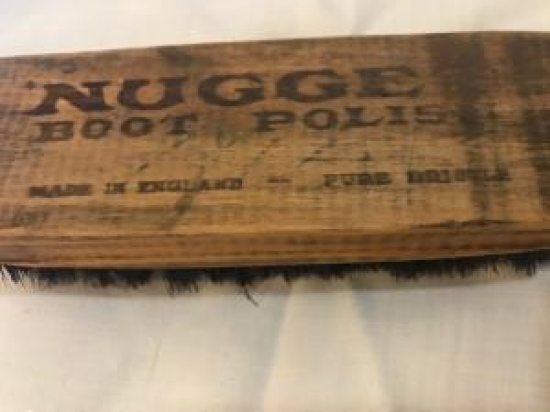 NUGGE
BOOT POLIS
MADE IN ENGLAND — PURE BRISTLE